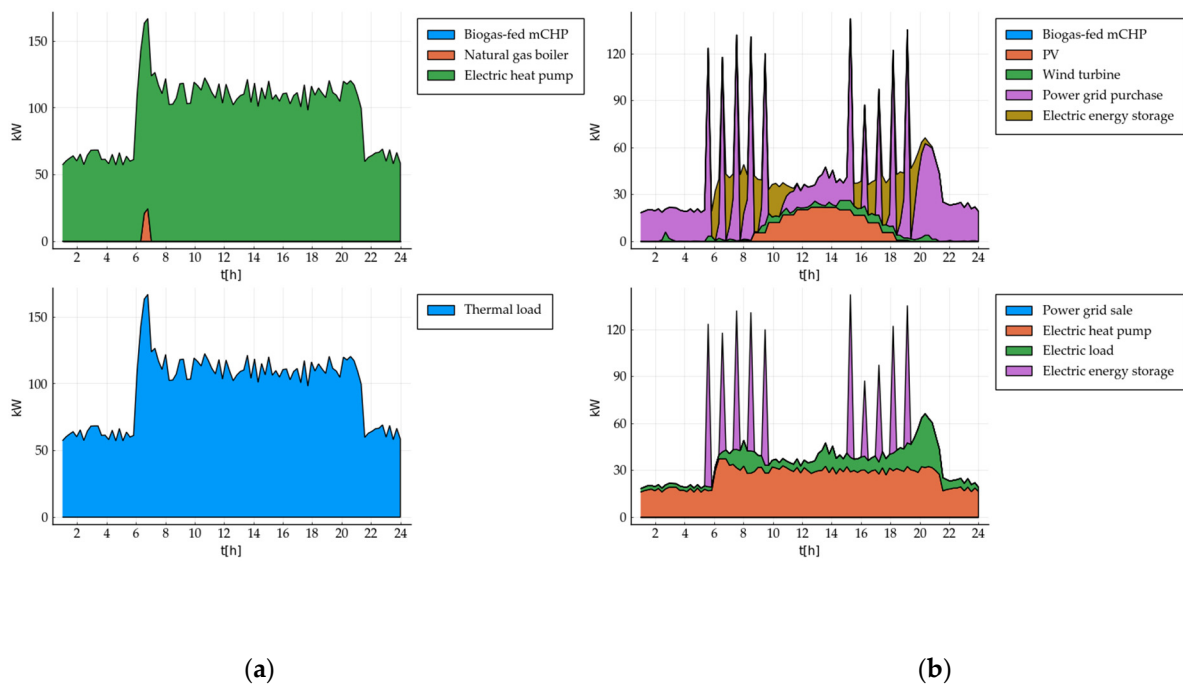 150
100
50
0
kW
2 4 6 8 10 12 14 16 18 20 22 24
t[h]
Biogas-fed mCHP
Natural gas boiler
Electric heat pump
120
90
60
30
0
kW
2 4 6 8 10 12 14 16 18 20 22 24
t[h]
Biogas-fed mCHP
PV
Wind turbine
Power grid purchase
Electric energy storage
150
100
50
0
kW
2 4 6 8 10 12 14 16 18 20 22 24
t[h]
Thermal load
120
90
60
30
0
kW
2 4 6 8 10 12 14 16 18 20 22 24
t[h]
Power grid sale
Electric heat pump
Electric load
Electric energy storage
(a)
(b)